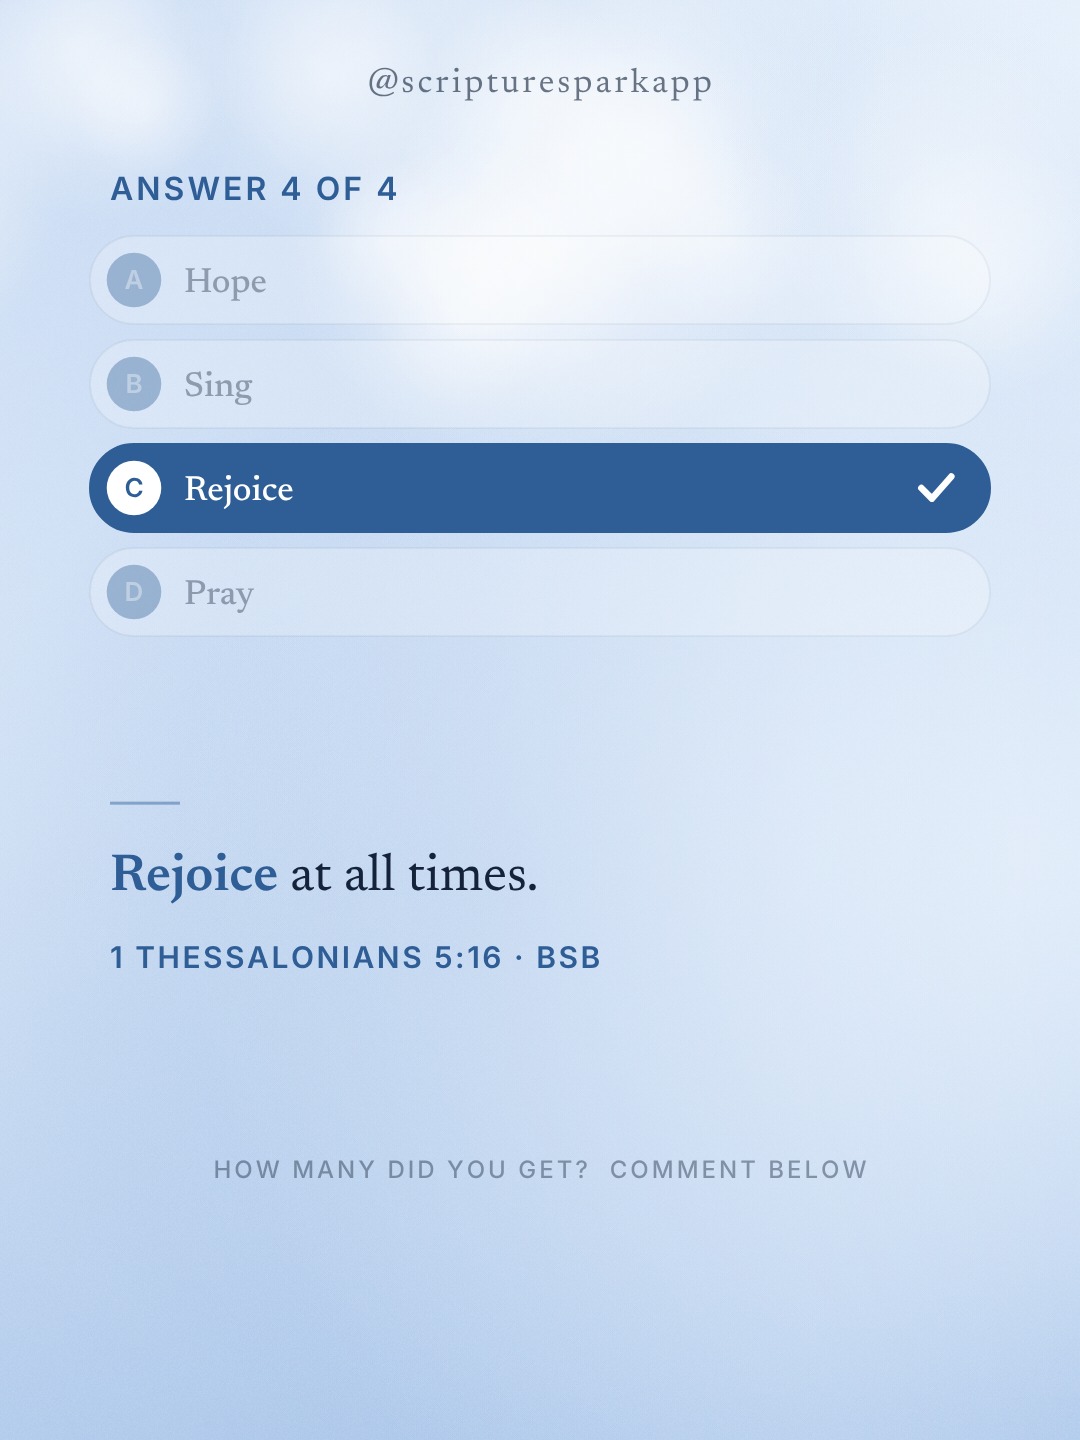 @scripturesparkapp
ANSWER 4 OF 4
A Hope
B Sing
C Rejoice
D Pray
Rejoice at all times.
1 THESSALONIANS 5:16 · BSB
HOW MANY DID YOU GET? COMMENT BELOW